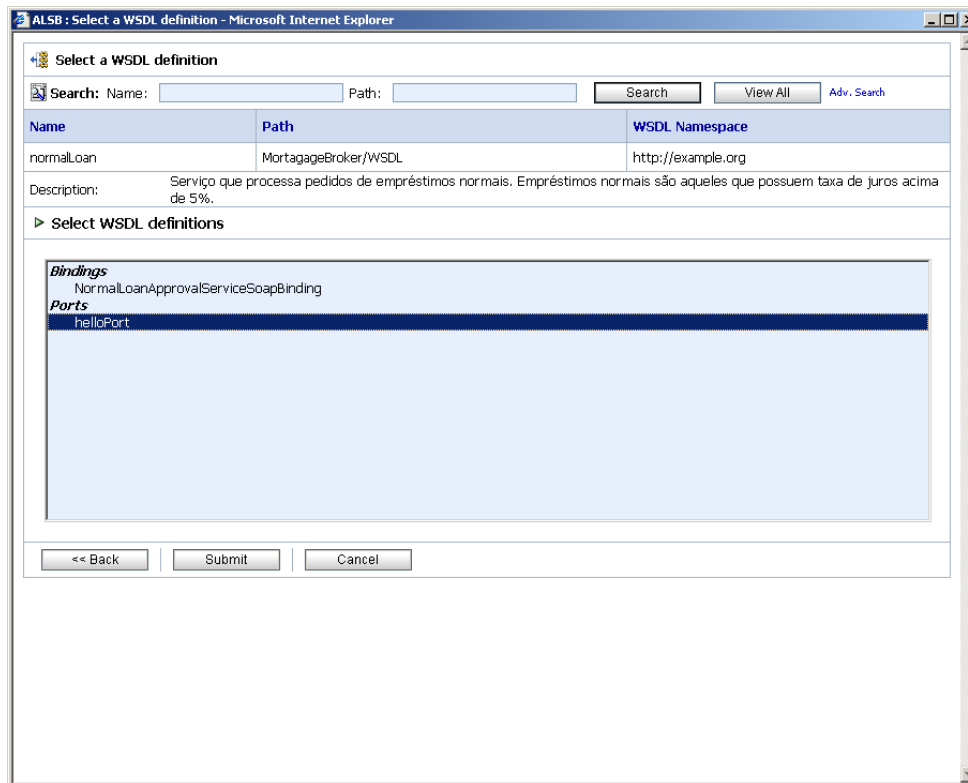 ALSB : Select a WSDL definition - Microsoft Internet Explorer
Select a WSDL definition
Search: Name: Path: Search View All Adv. Search
Name Path WSDL Namespace
normalLoan MortagageBroker/WSDL http://example.org
Description: Serviço que processa pedidos de empréstimos normais. Empréstimos normais são aqueles que possuem taxa de juros acima
de 5%.
Select WSDL definitions
Bindings
NormalLoanApprovalServiceSoapBinding
Ports
helloPort
<< Back Submit Cancel